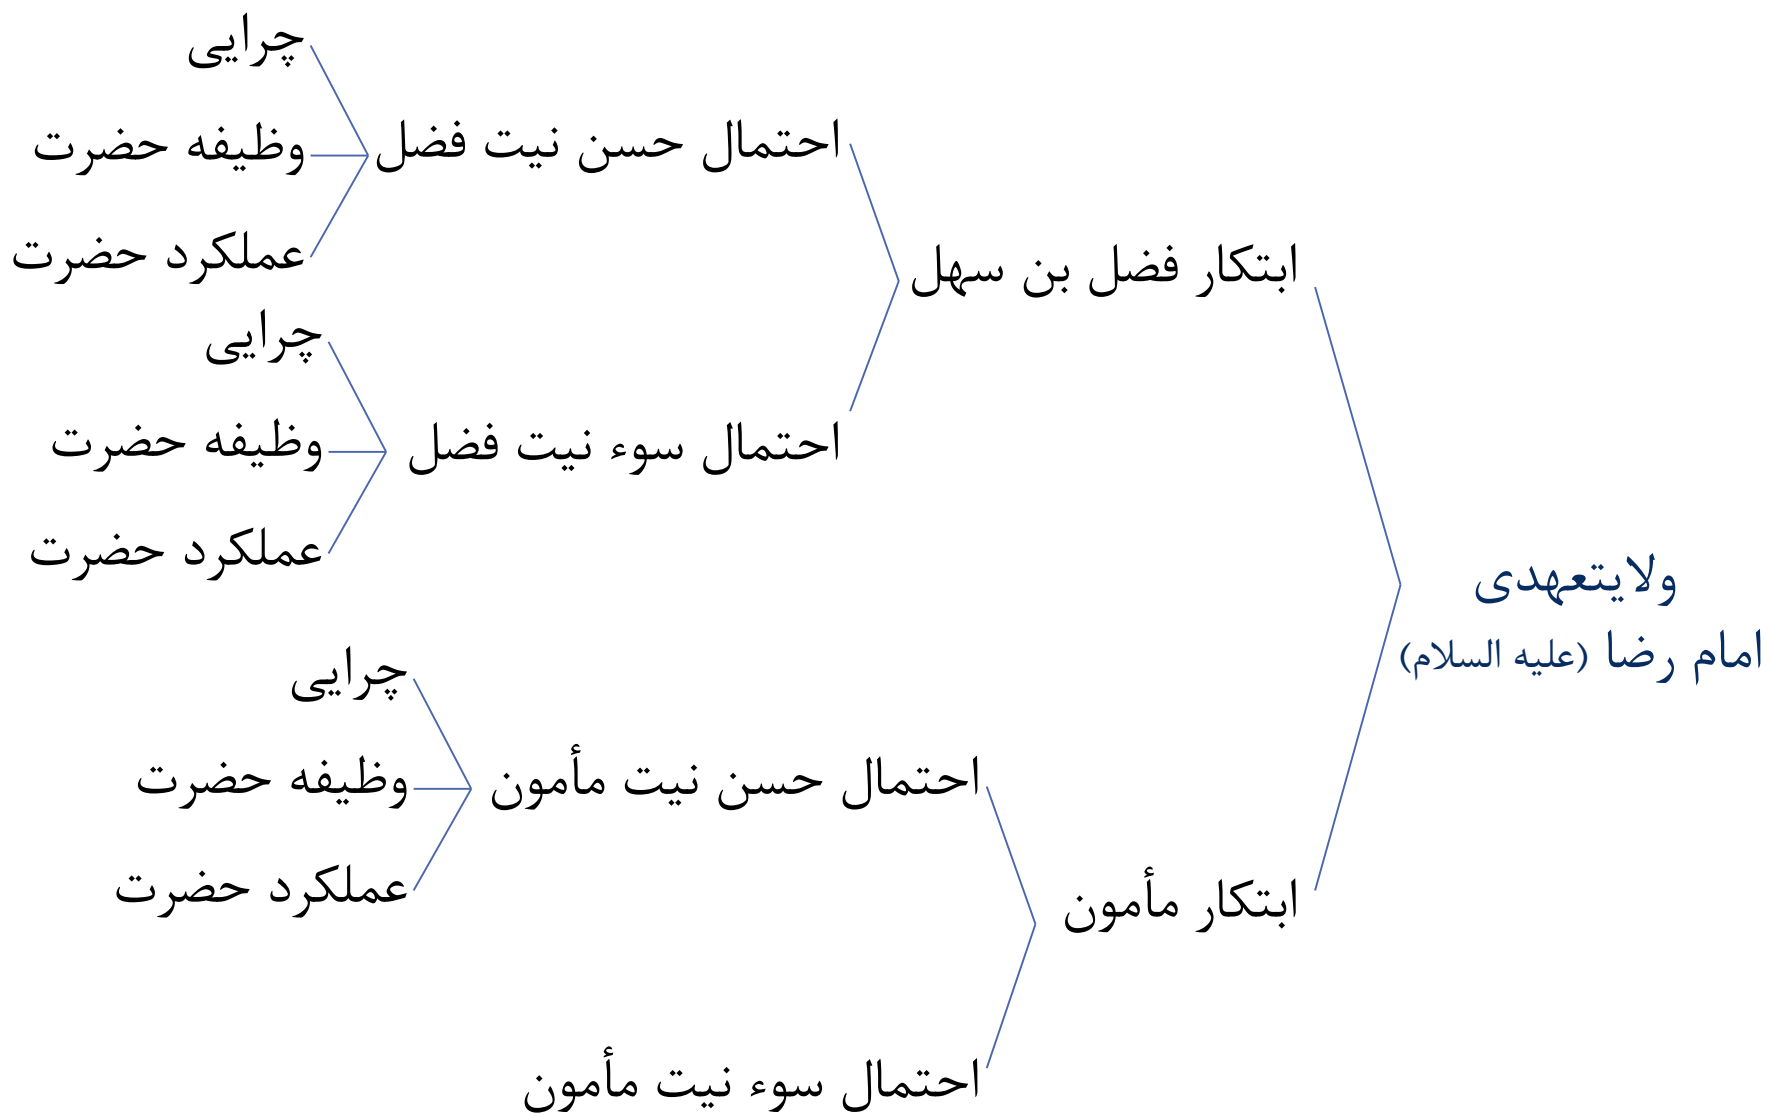 ولایتعهدی
امام رضا (علیه السلام)
ابتکار فضل بن سهل
احتمال حسن نیت فضل
چرایی
وظیفه حضرت
عملکرد حضرت
احتمال سوء نیت فضل
چرایی
وظیفه حضرت
عملکرد حضرت
ابتکار مأمون
احتمال حسن نیت مأمون
چرایی
وظیفه حضرت
عملکرد حضرت
احتمال سوء نیت مأمون